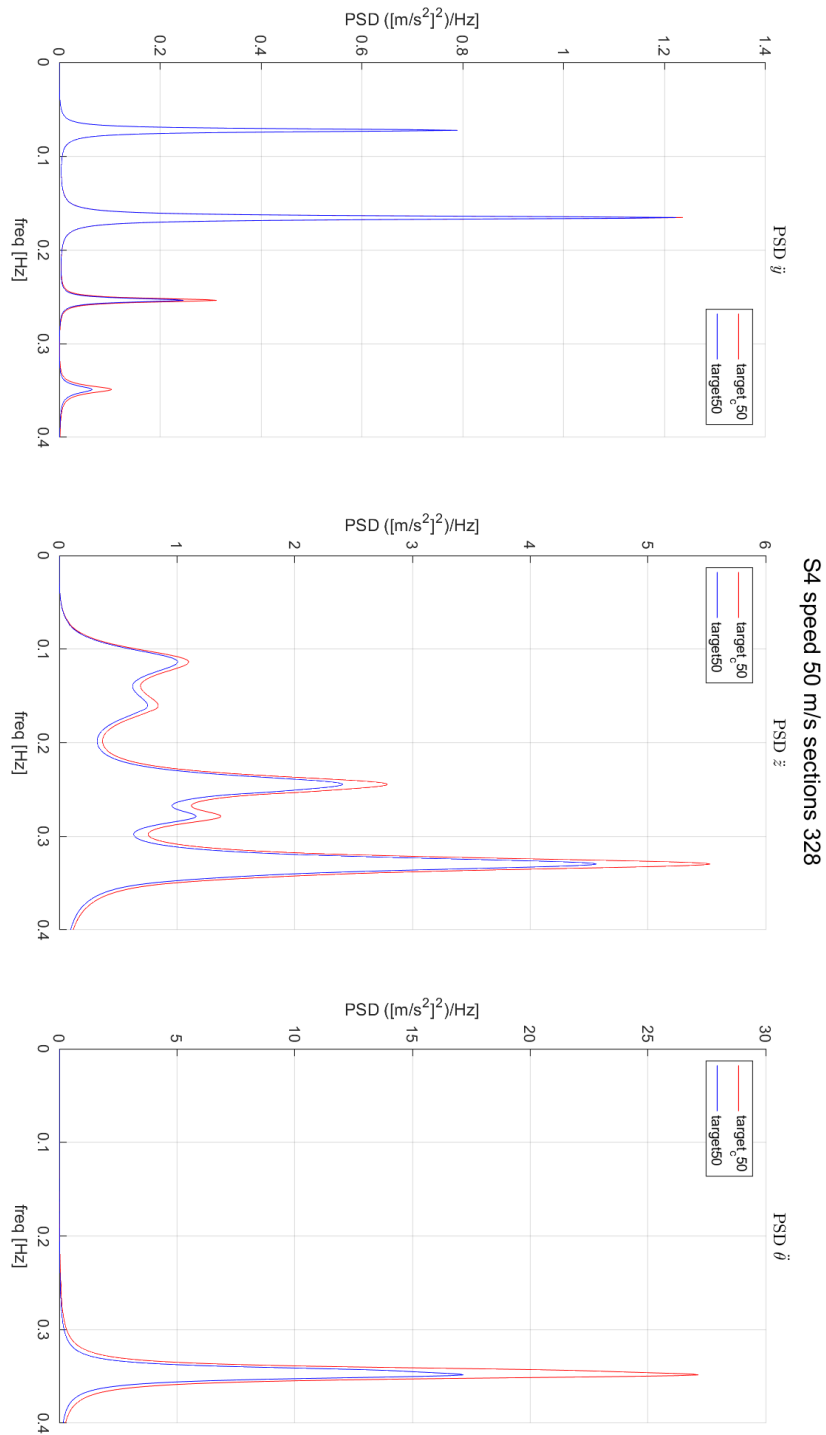 S4 speed 50 m/s sections 328
PSD ÿ
PSD ([m/s²]²)/Hz
1.4
1.2
1
0.8
0.6
0.4
0.2
0
0 0.1 0.2 0.3 0.4
freq [Hz]
target_c50
target50
PSD z̈
PSD ([m/s²]²)/Hz
6
5
4
3
2
1
0
0 0.1 0.2 0.3 0.4
freq [Hz]
target_c50
target50
PSD θ̈
PSD ([m/s²]²)/Hz
30
25
20
15
10
5
0
0 0.1 0.2 0.3 0.4
freq [Hz]
target_c50
target50